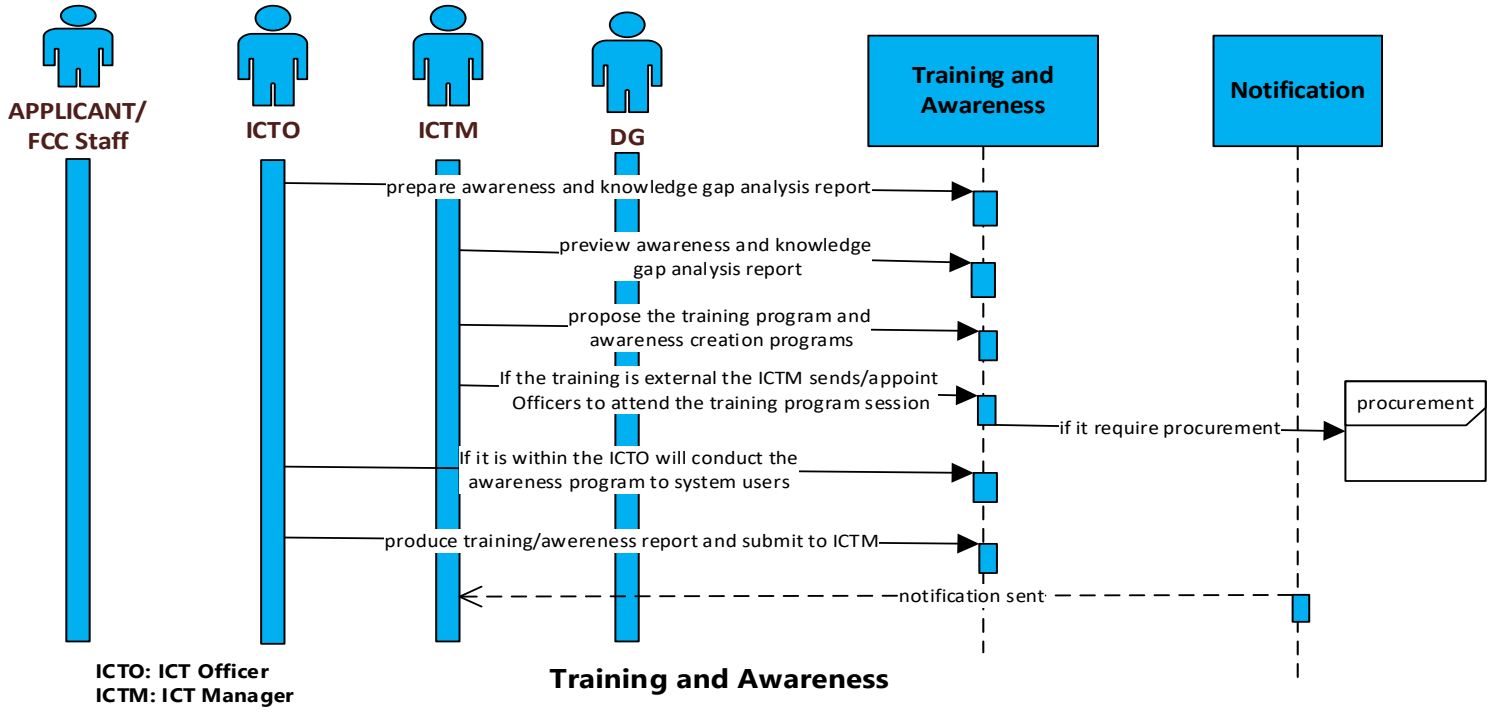 APPLICANT/
FCC Staff
ICTO
ICTM
DG
Training and
Awareness
Notification
prepare awareness and knowledge gap analysis report
preview awareness and knowledge
gap analysis report
propose the training program and
awareness creation programs
If the training is external the ICTM sends/appoint
Officers to attend the training program session
procurement
if it require procurement
If it is within the ICTO will conduct the
awareness program to system users
produce training/awereness report and submit to ICTM
notification sent
ICTO: ICT Officer
ICTM: ICT Manager
Training and Awareness